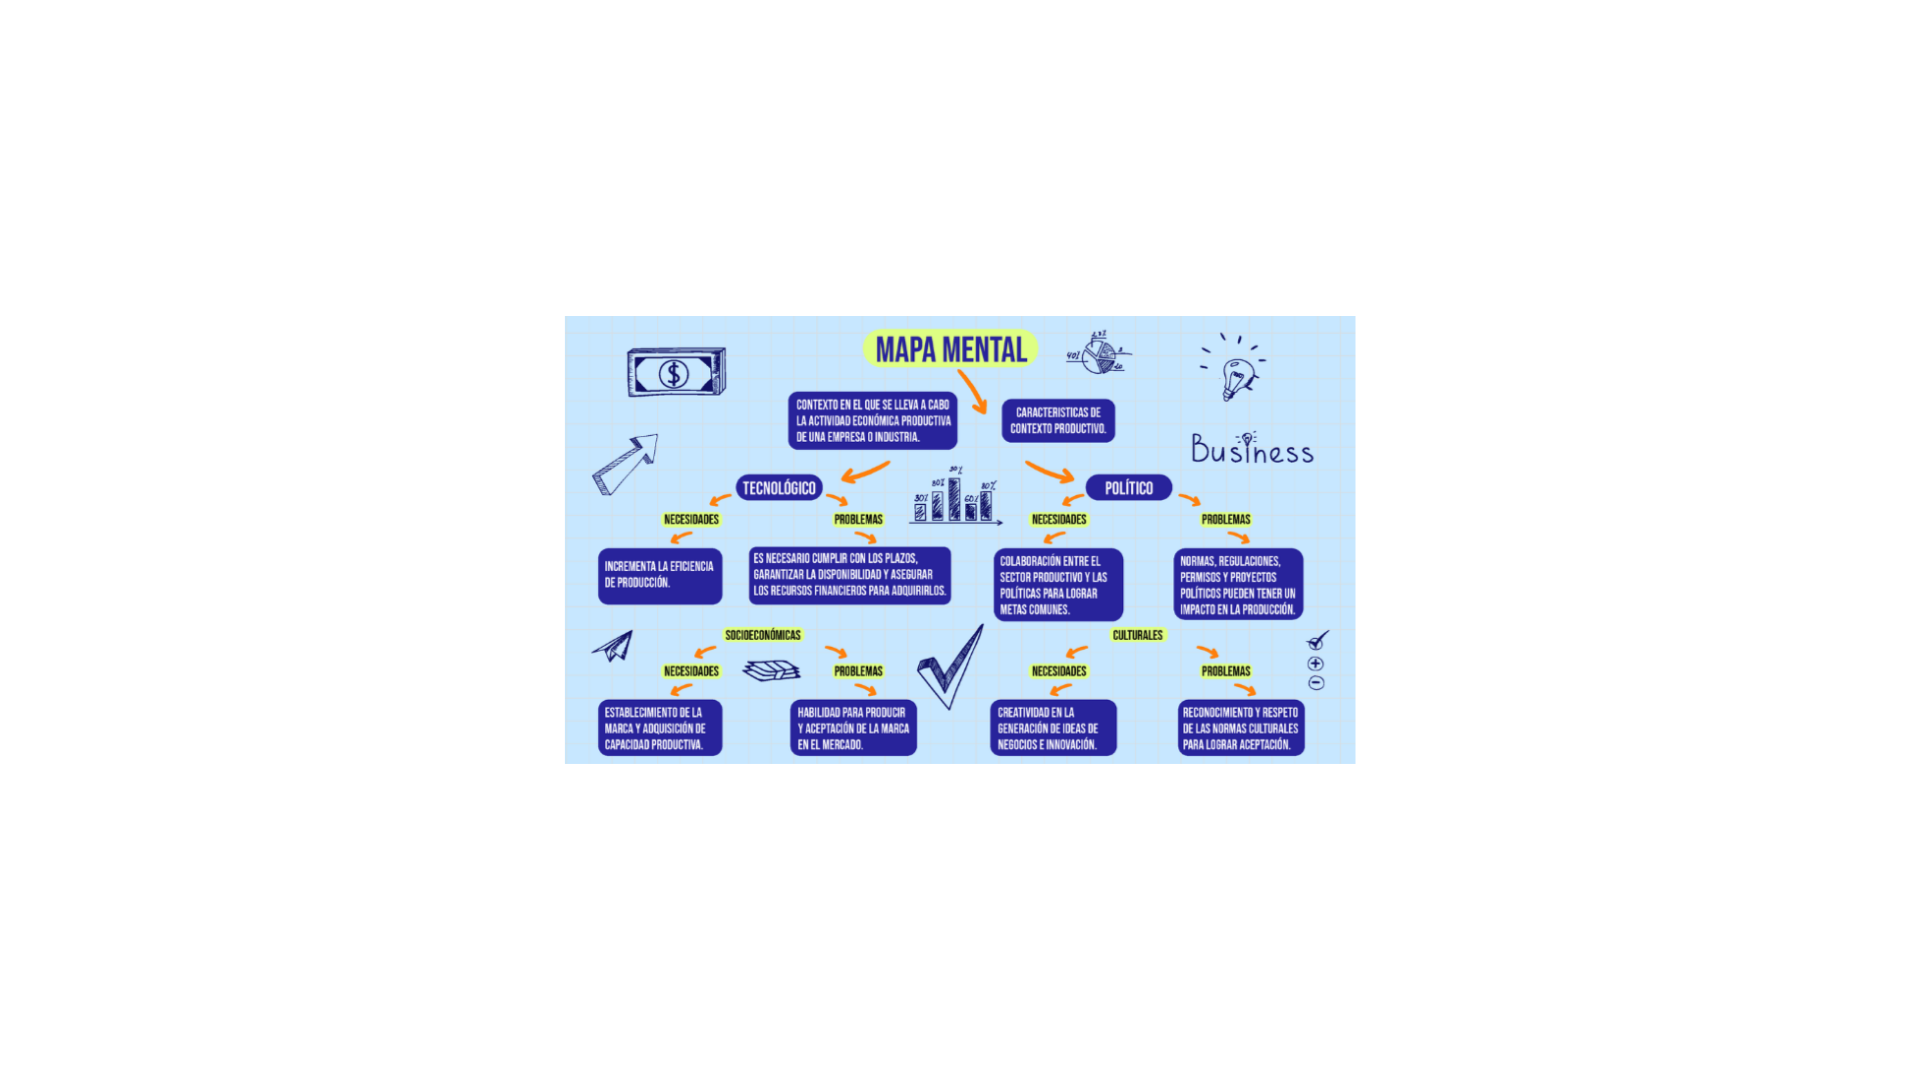 MAPA MENTAL
40%
CONTEXTO EN EL QUE SE LLEVA A CABO
LA ACTIVIDAD ECONÓMICA PRODUCTIVA
DE UNA EMPRESA O INDUSTRIA.
CARACTERISTICAS DE
CONTEXTO PRODUCTIVO.
Business
TECNOLÓGICO
30%
80%
90%
60%
80%
POLÍTICO
NECESIDADES
PROBLEMAS
NECESIDADES
PROBLEMAS
INCREMENTA LA EFICIENCIA
DE PRODUCCIÓN.
ES NECESARIO CUMPLIR CON LOS PLAZOS,
GARANTIZAR LA DISPONIBILIDAD Y ASEGURAR
LOS RECURSOS FINANCIEROS PARA ADQUIRIRLOS.
COLABORACIÓN ENTRE EL
SECTOR PRODUCTIVO Y LAS
POLÍTICAS PARA LOGRAR
METAS COMUNES.
NORMAS, REGULACIONES,
PERMISOS Y PROYECTOS
POLÍTICOS PUEDEN TENER UN
IMPACTO EN LA PRODUCCIÓN.
SOCIOECONÓMICAS
CULTURALES
NECESIDADES
PROBLEMAS
NECESIDADES
PROBLEMAS
ESTABLECIMIENTO DE LA
MARCA Y ADQUISICIÓN DE
CAPACIDAD PRODUCTIVA.
HABILIDAD PARA PRODUCIR
Y ACEPTACIÓN DE LA MARCA
EN EL MERCADO.
CREATIVIDAD EN LA
GENERACIÓN DE IDEAS DE
NEGOCIOS E INNOVACIÓN.
RECONOCIMIENTO Y RESPETO
DE LAS NORMAS CULTURALES
PARA LOGRAR ACEPTACIÓN.